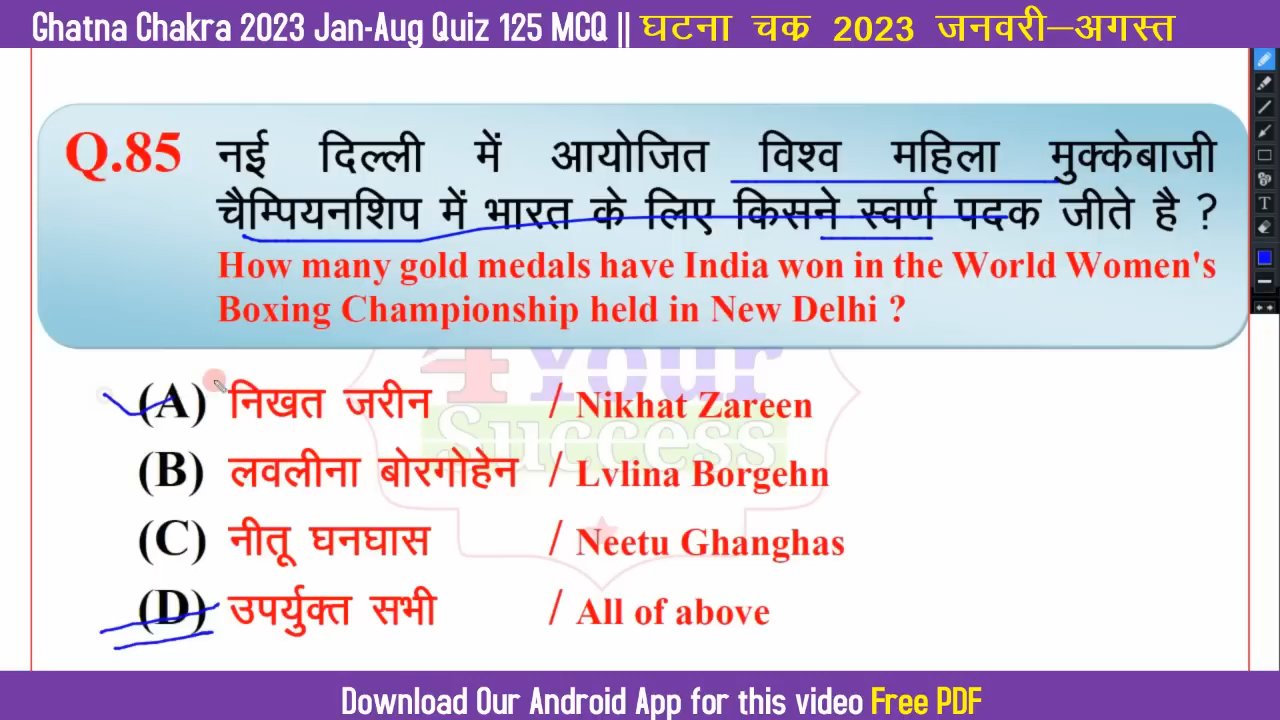 Ghatna Chakra 2023 Jan-Aug Quiz 125 MCQ || घटना चक्र 2023 जनवरी–अगस्त
Q.85 नई दिल्ली में आयोजित विश्व महिला मुक्केबाजी
चैम्पियनशिप में भारत के लिए किसने स्वर्ण पदक जीते है ?
How many gold medals have India won in the World Women's
Boxing Championship held in New Delhi ?
4 Your
Success
(A) निखत जरीन / Nikhat Zareen
(B) लवलीना बोरगोहेन / Lvlina Borgehn
(C) नीतू घनघास / Neetu Ghanghas
(D) उपर्युक्त सभी / All of above
T
Download Our Android App for this video Free PDF